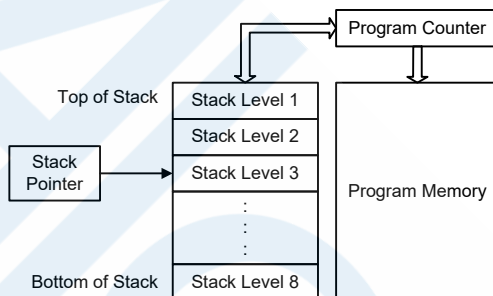 Program Counter
Top of Stack
Stack Level 1
Stack Level 2
Stack
Pointer
Stack Level 3
Program Memory
:
:
:
Bottom of Stack
Stack Level 8